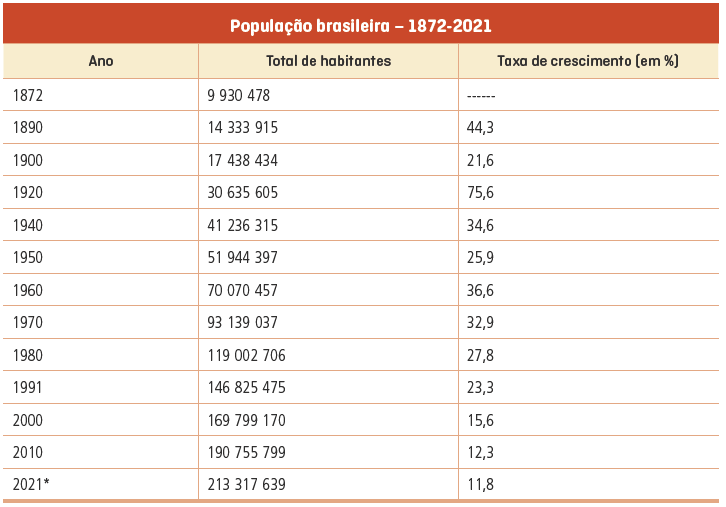 População brasileira – 1872-2021
Ano Total de habitantes Taxa de crescimento (em %)
1872 9 930 478 ------
1890 14 333 915 44,3
1900 17 438 434 21,6
1920 30 635 605 75,6
1940 41 236 315 34,6
1950 51 944 397 25,9
1960 70 070 457 36,6
1970 93 139 037 32,9
1980 119 002 706 27,8
1991 146 825 475 23,3
2000 169 799 170 15,6
2010 190 755 799 12,3
2021* 213 317 639 11,8